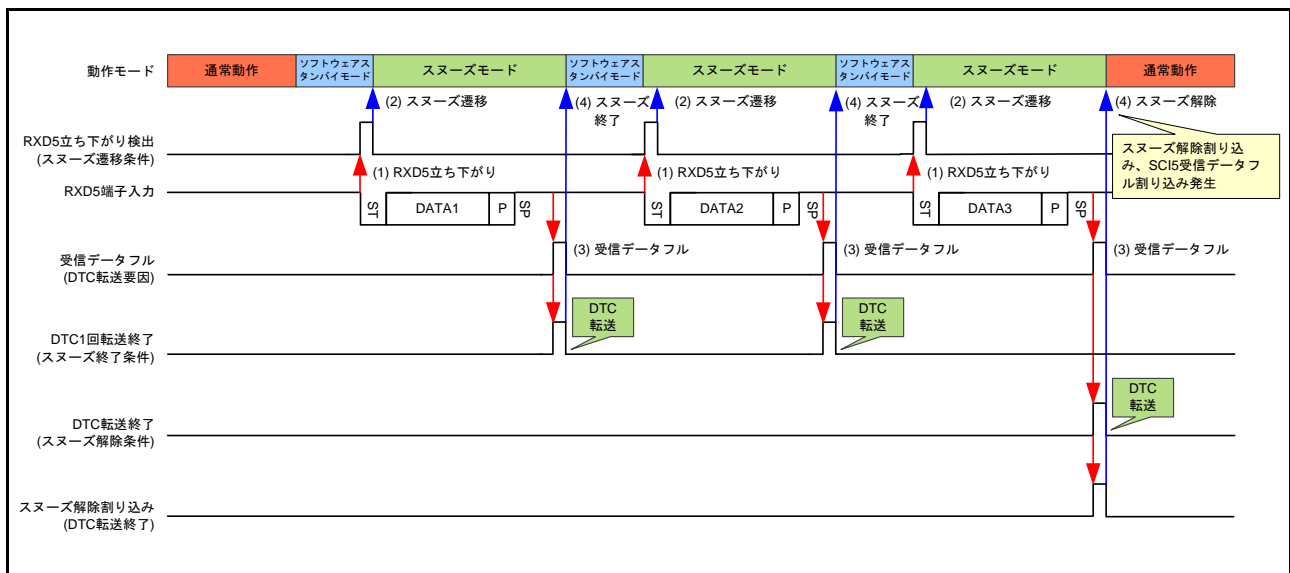 動作モード
通常動作
ソフトウェアス
タンバイモード
スヌーズモード
ソフトウェアス
タンバイモード
スヌーズモード
ソフトウェアス
タンバイモード
スヌーズモード
通常動作
(2) スヌーズ遷移
(4) スヌーズ
終了
(2) スヌーズ遷移
(4) スヌーズ
終了
(2) スヌーズ遷移
(4) スヌーズ解除
RXD5立ち下がり検出
(スヌーズ遷移条件)
スヌーズ解除割り込
み、SCI5受信データフ
ル割り込み発生
(1) RXD5立ち下がり
(1) RXD5立ち下がり
(1) RXD5立ち下がり
RXD5端子入力
ST
DATA1
P
SP
ST
DATA2
P
SP
ST
DATA3
P
SP
受信データフル
(DTC転送要因)
(3) 受信データフル
(3) 受信データフル
(3) 受信データフル
DTC1回転送終了
(スヌーズ終了条件)
DTC
転送
DTC
転送
DTC転送終了
(スヌーズ解除条件)
DTC
転送
スヌーズ解除割り込み
(DTC転送終了)